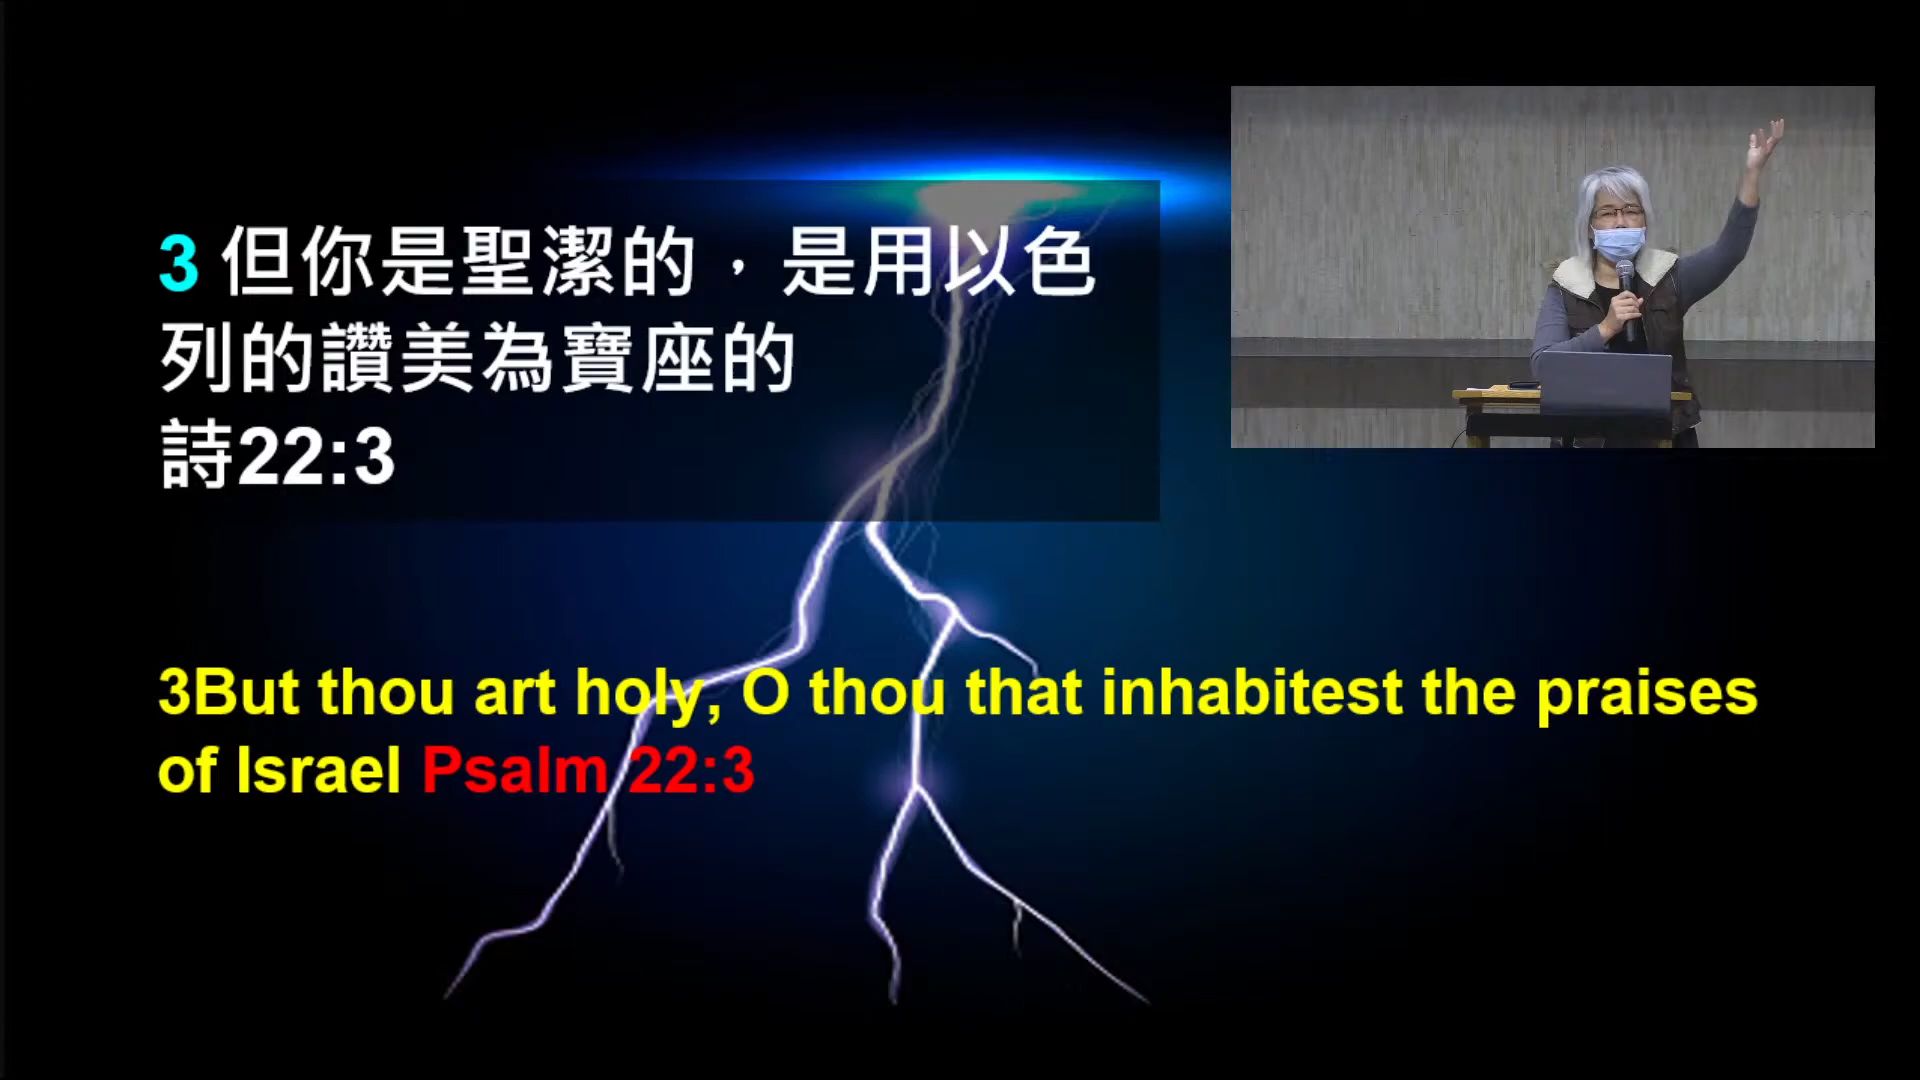 3 但你是聖潔的，是用以色
列的讚美為寶座的
詩22:3
3But thou art holy, O thou that inhabitest the praises
of Israel Psalm 22:3